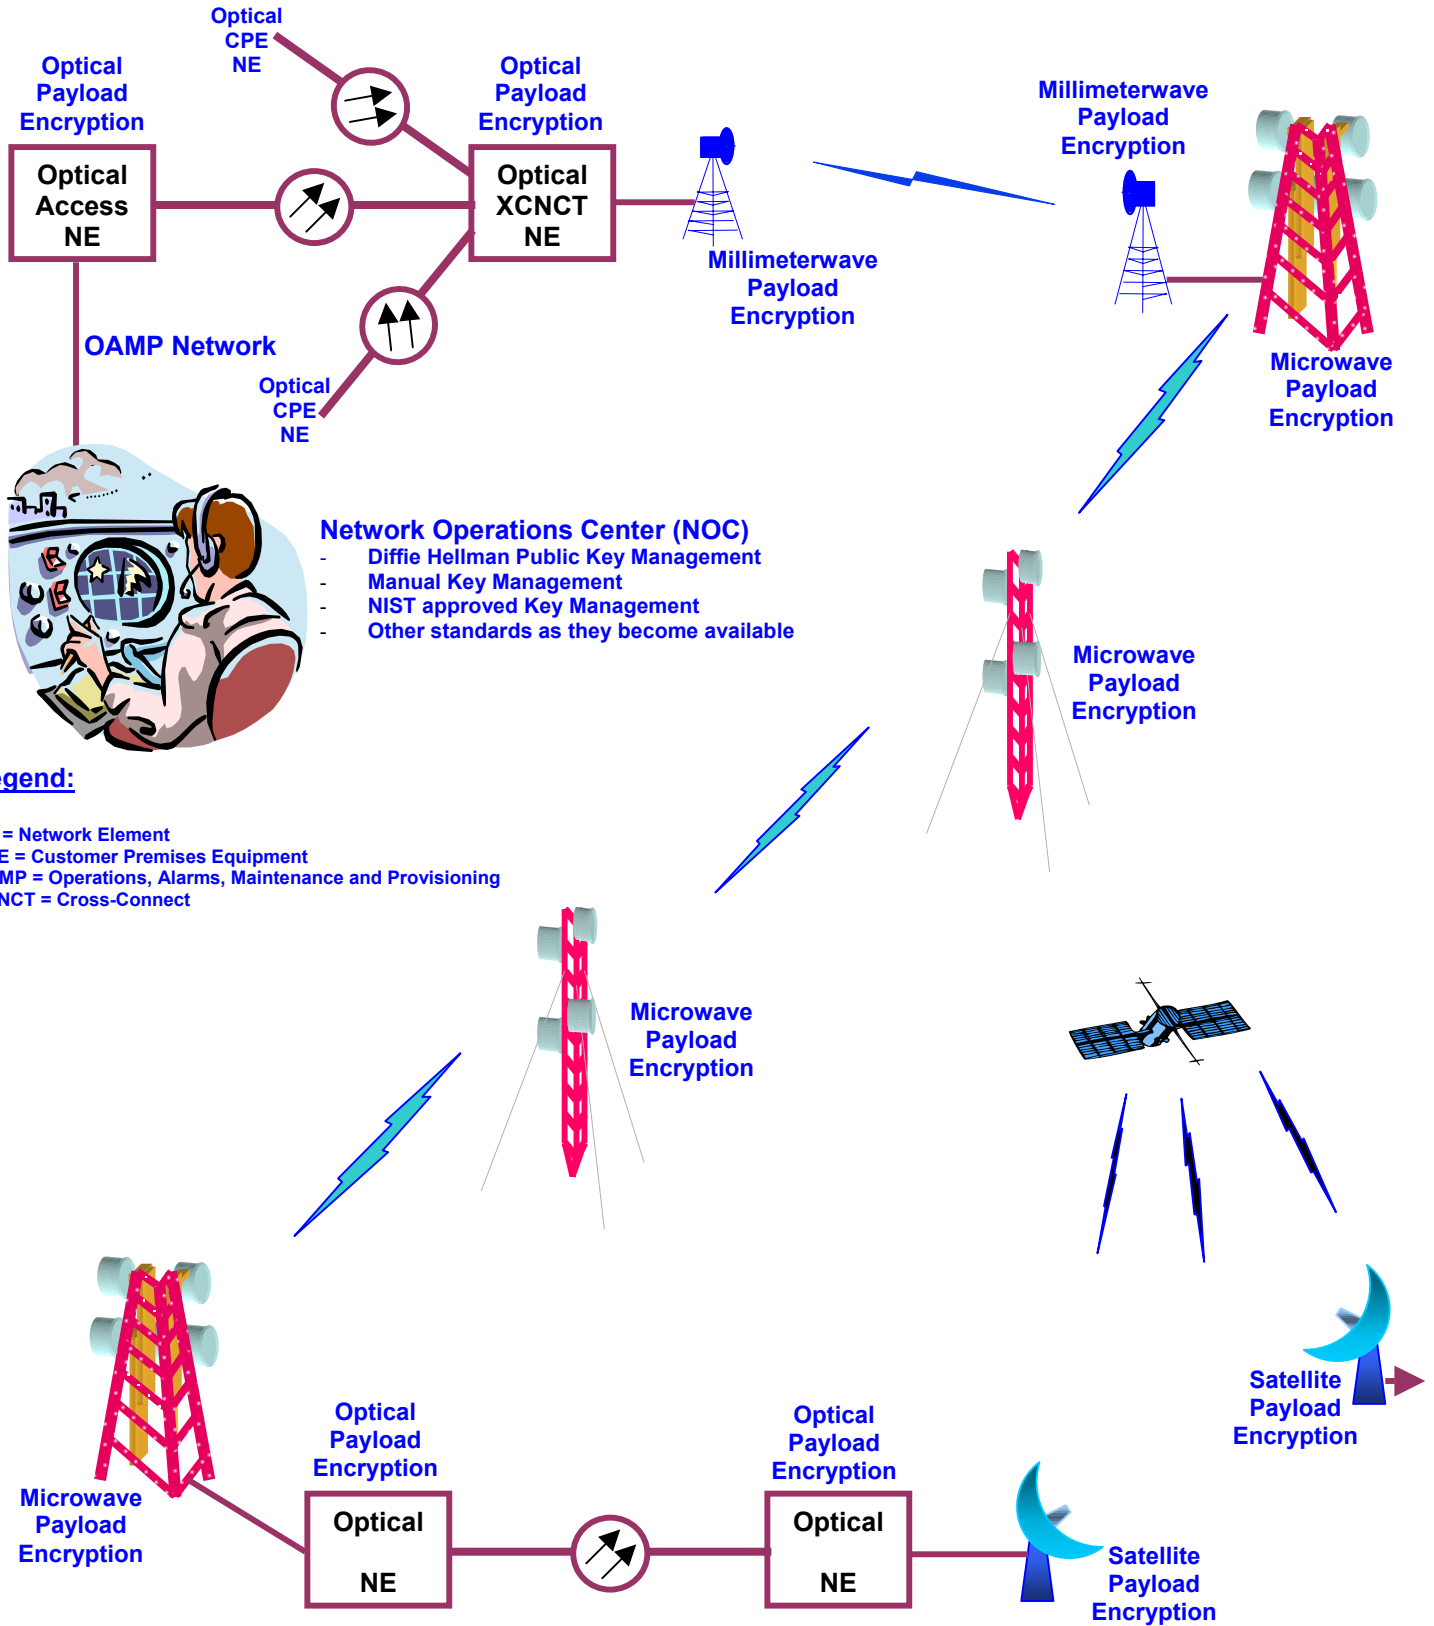 Optical
CPE
NE
Optical
Payload
Encryption
Optical
Payload
Encryption
Optical
Access
NE
Optical
XCNCT
NE
Millimeterwave
Payload
Encryption
Millimeterwave
Payload
Encryption
OAMP Network
Optical
CPE
NE
Microwave
Payload
Encryption
Network Operations Center (NOC)
- Diffie Hellman Public Key Management
- Manual Key Management
- NIST approved Key Management
- Other standards as they become available
Microwave
Payload
Encryption
egend:
= Network Element
E = Customer Premises Equipment
MP = Operations, Alarms, Maintenance and Provisioning
NCT = Cross-Connect
Microwave
Payload
Encryption
Satellite
Payload
Encryption
Microwave
Payload
Encryption
Optical
Payload
Encryption
Optical
NE
Optical
Payload
Encryption
Optical
NE
Satellite
Payload
Encryption